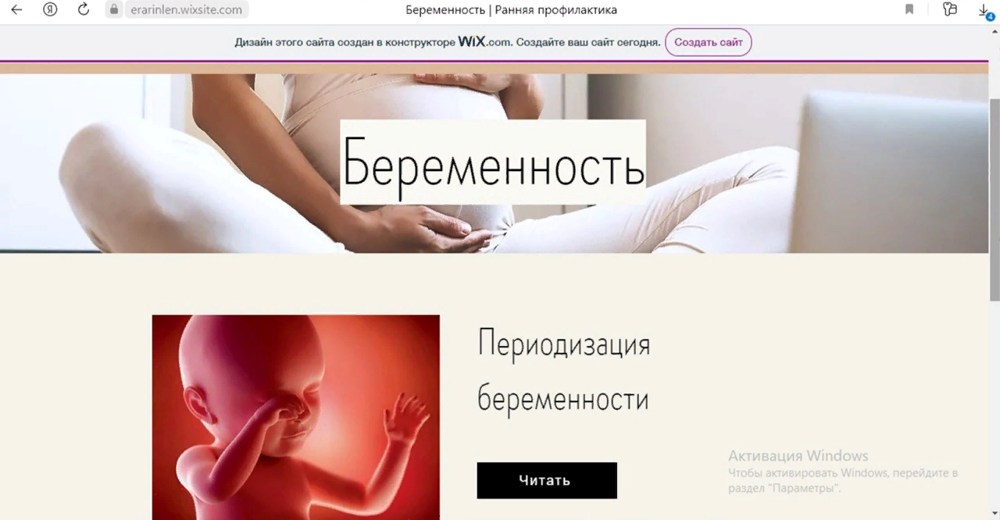 erarinlen.wixsite.com
Беременность | Ранняя профилактика
4
Дизайн этого сайта создан в конструкторе WiX.com. Создайте ваш сайт сегодня.
Создать сайт
Беременность
Периодизация
беременности
Читать
Активация Windows
Чтобы активировать Windows, перейдите в
раздел "Параметры".